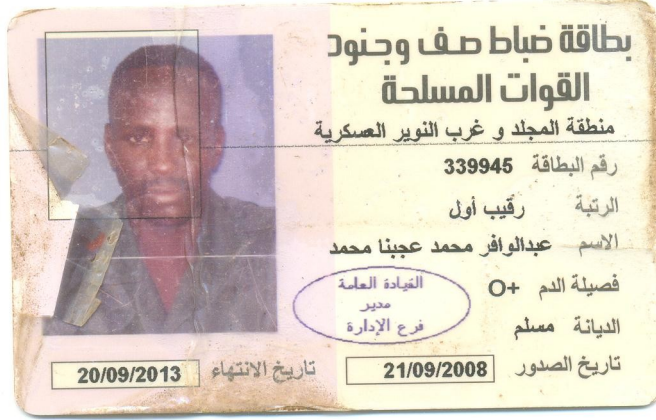 بطاقة ضباط صف وجنود
القوات المسلحة
منطقة المجلد و غرب النوير العسكرية
رقم البطاقة 339945
الرتبة رقيب أول
الاسم عبدالوافر محمد عجبنا محمد
فصيلة الدم O+
الديانة مسلم
القيادة العامة
مدير
فرع الإدارة
تاريخ الصدور 21/09/2008
تاريخ الانتهاء 20/09/2013